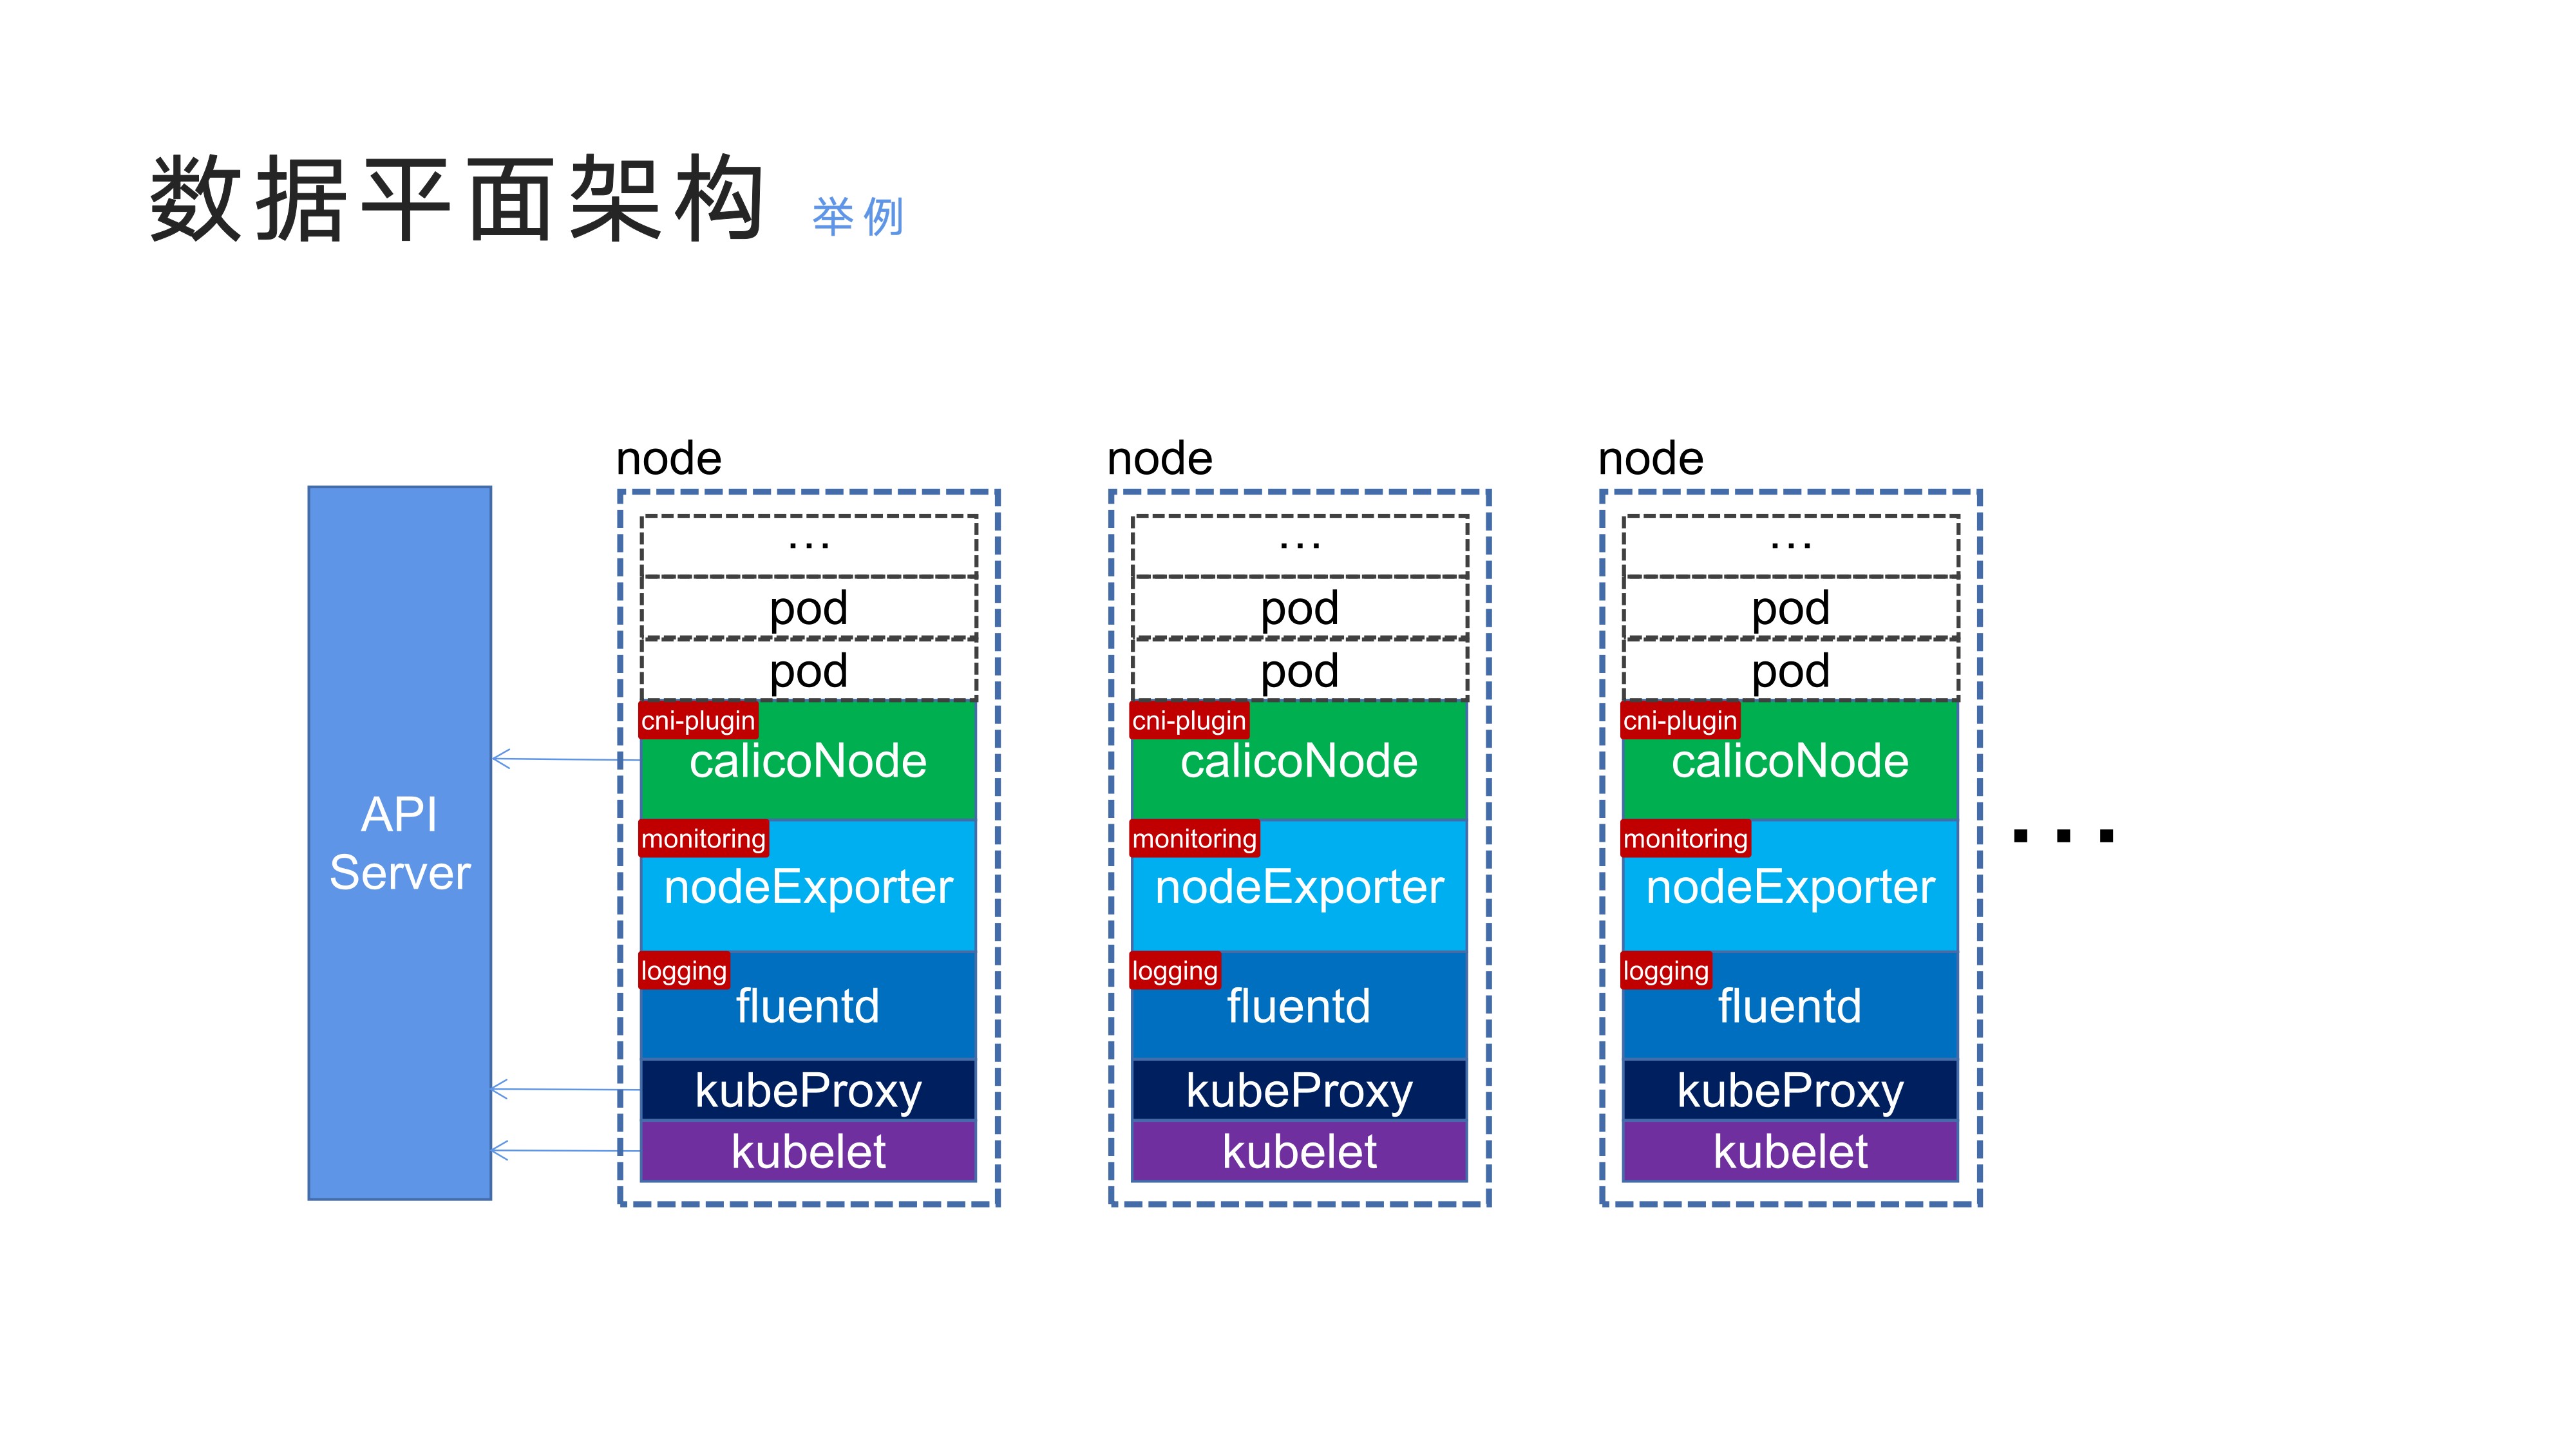 数据平面架构 举例
API
Server
node
…
pod
pod
cni-plugin
calicoNode
monitoring
nodeExporter
logging
fluentd
kubeProxy
kubelet
node
…
pod
pod
cni-plugin
calicoNode
monitoring
nodeExporter
logging
fluentd
kubeProxy
kubelet
node
…
pod
pod
cni-plugin
calicoNode
monitoring
nodeExporter
logging
fluentd
kubeProxy
kubelet
…